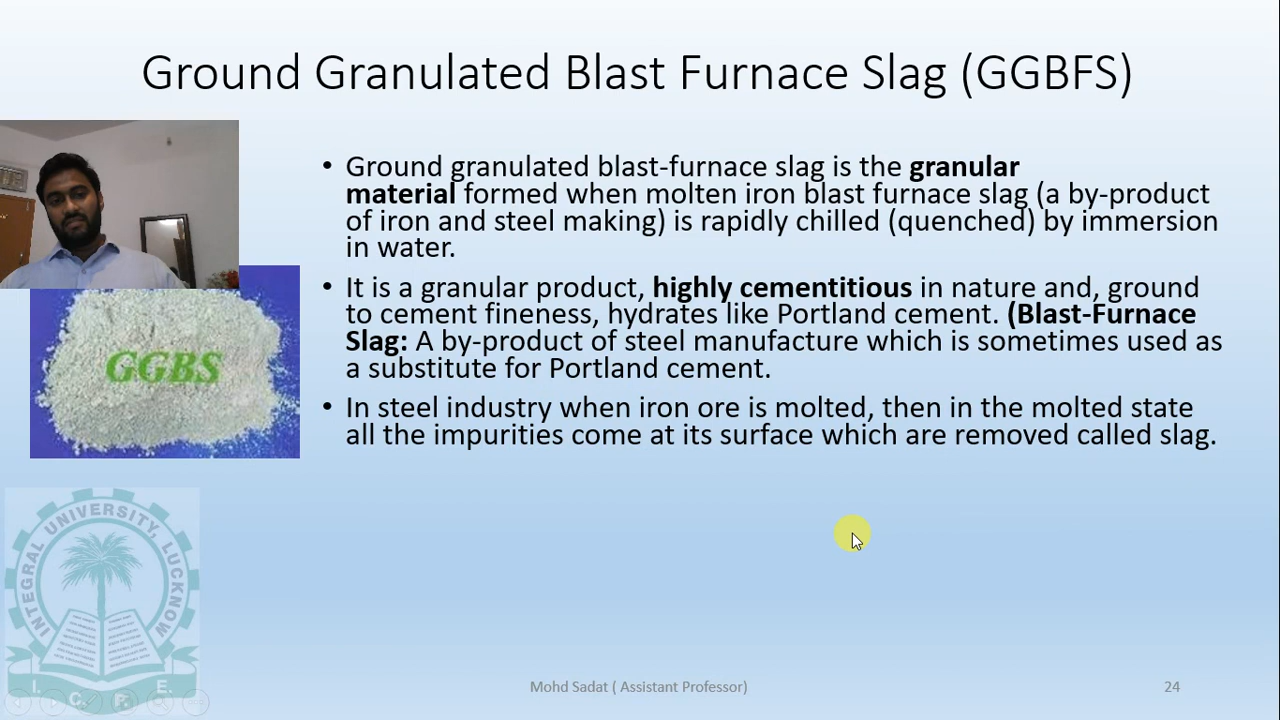 Ground Granulated Blast Furnace Slag (GGBFS)
• Ground granulated blast-furnace slag is the granular
material formed when molten iron blast furnace slag (a by-product
of iron and steel making) is rapidly chilled (quenched) by immersion
in water.
• It is a granular product, highly cementitious in nature and, ground
to cement fineness, hydrates like Portland cement. (Blast-Furnace
Slag: A by-product of steel manufacture which is sometimes used as
a substitute for Portland cement.
• In steel industry when iron ore is molted, then in the molted state
all the impurities come at its surface which are removed called slag.
GGBS
INTEGRAL UNIVERSITY, LUCKNOW
Mohd Sadat ( Assistant Professor)
24